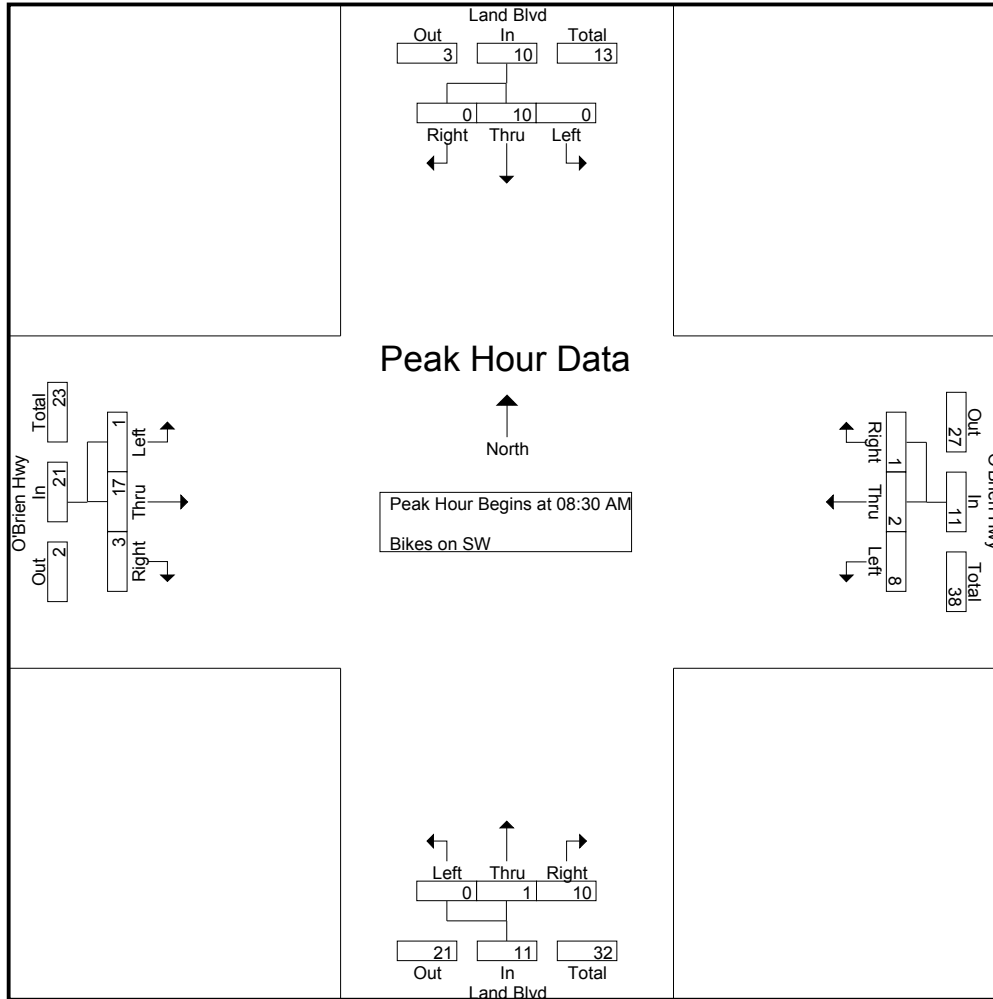 Land Blvd
Out In Total
3 10 13
0 10 0
Right Thru Left
Peak Hour Data
North
Peak Hour Begins at 08:30 AM
Bikes on SW
O'Brien Hwy
Total In Out
23 21 2
1 17 3
Left Thru Right
Right Thru Left
1 2 8
27 11 38
Out In Total
O'Brien Hwy
Left Thru Right
0 1 10
21 11 32
Out In Total
Land Blvd